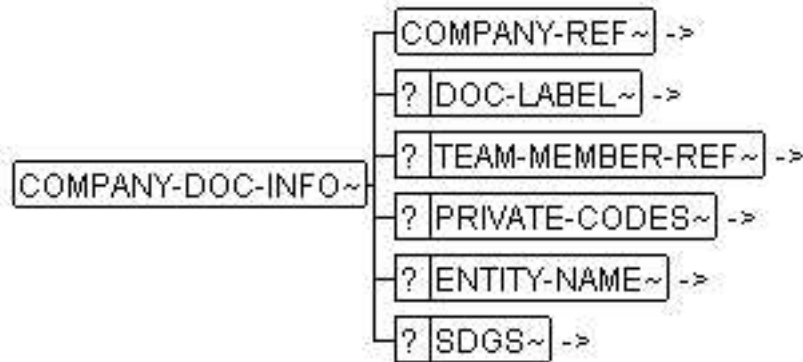 COMPANY-REF~ ->
? DOC-LABEL~ ->
? TEAM-MEMBER-REF~ ->
COMPANY-DOC-INFO~
? PRIVATE-CODES~ ->
? ENTITY-NAME~ ->
? SDGS~ ->